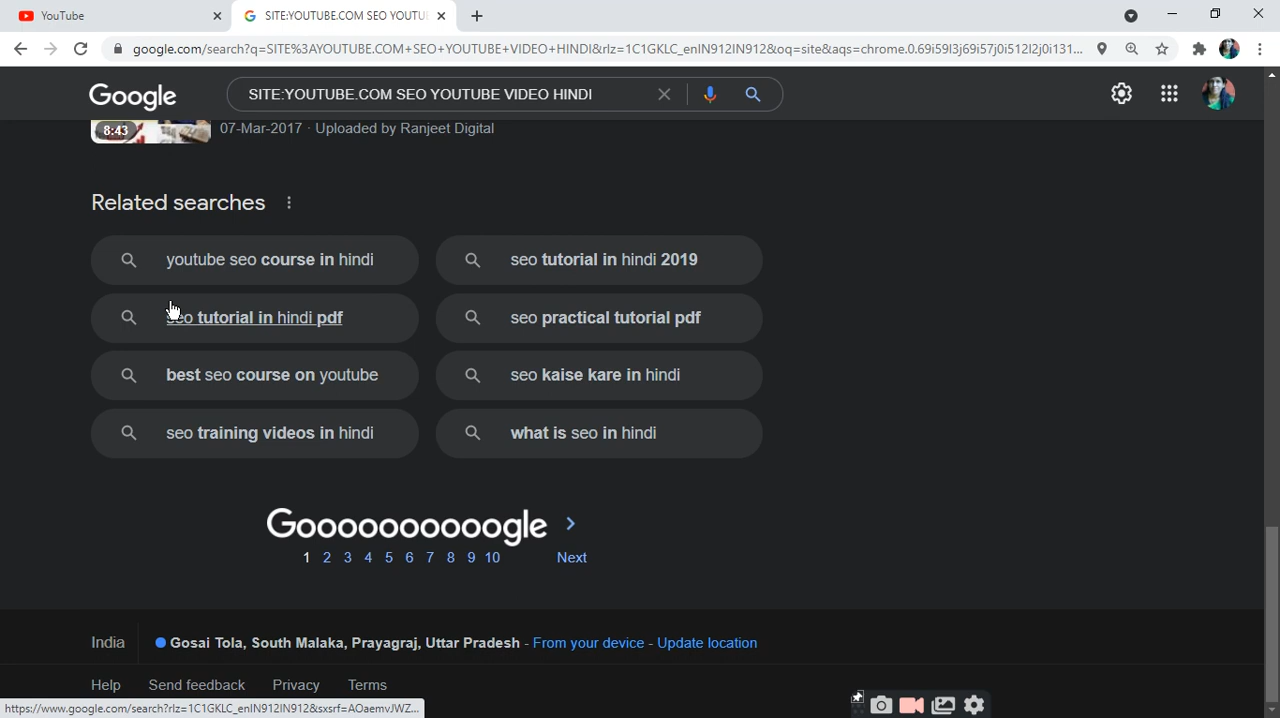 YouTube
SITE:YOUTUBE.COM SEO YOUTU
google.com/search?q=SITE%3AYOUTUBE.COM+SEO+YOUTUBE+VIDEO+HINDI&rlz=1C1GKLC_enIN912IN912&oq=site&aqs=chrome.0.69i59l3j69i57j0i512l2j0i131...
Google
SITE:YOUTUBE.COM SEO YOUTUBE VIDEO HINDI
8:43
07-Mar-2017 · Uploaded by Ranjeet Digital
Related searches
youtube seo course in hindi
seo tutorial in hindi 2019
seo tutorial in hindi pdf
seo practical tutorial pdf
best seo course on youtube
seo kaise kare in hindi
seo training videos in hindi
what is seo in hindi
Goooooooooogle >
1 2 3 4 5 6 7 8 9 10 Next
India
Gosai Tola, South Malaka, Prayagraj, Uttar Pradesh - From your device - Update location
Help Send feedback Privacy Terms
https://www.google.com/search?rlz=1C1GKLC_enIN912IN912&sxsrf=AOaemvJWZ...